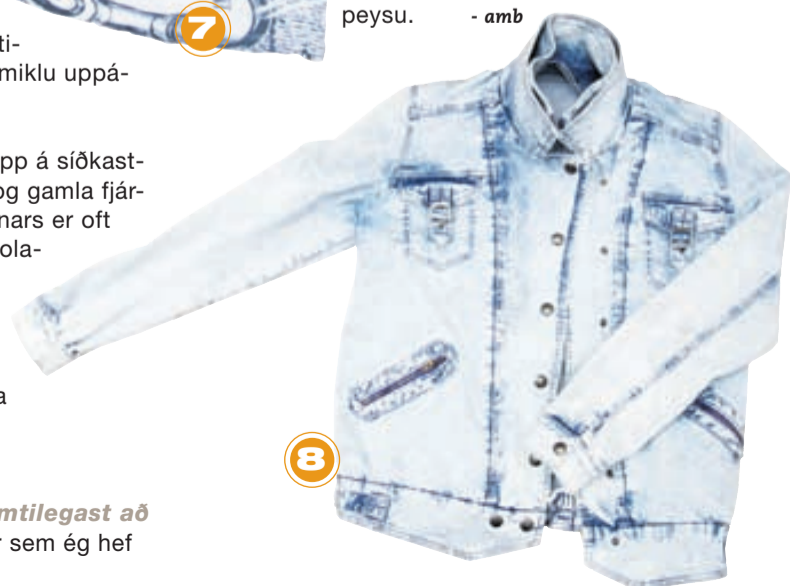 7
peysu. - amb
ti-
miklu uppá-
pp á síðkast-
og gamla fjár-
nars er oft
ola-
a
8
mtilegast að
r sem ég hef